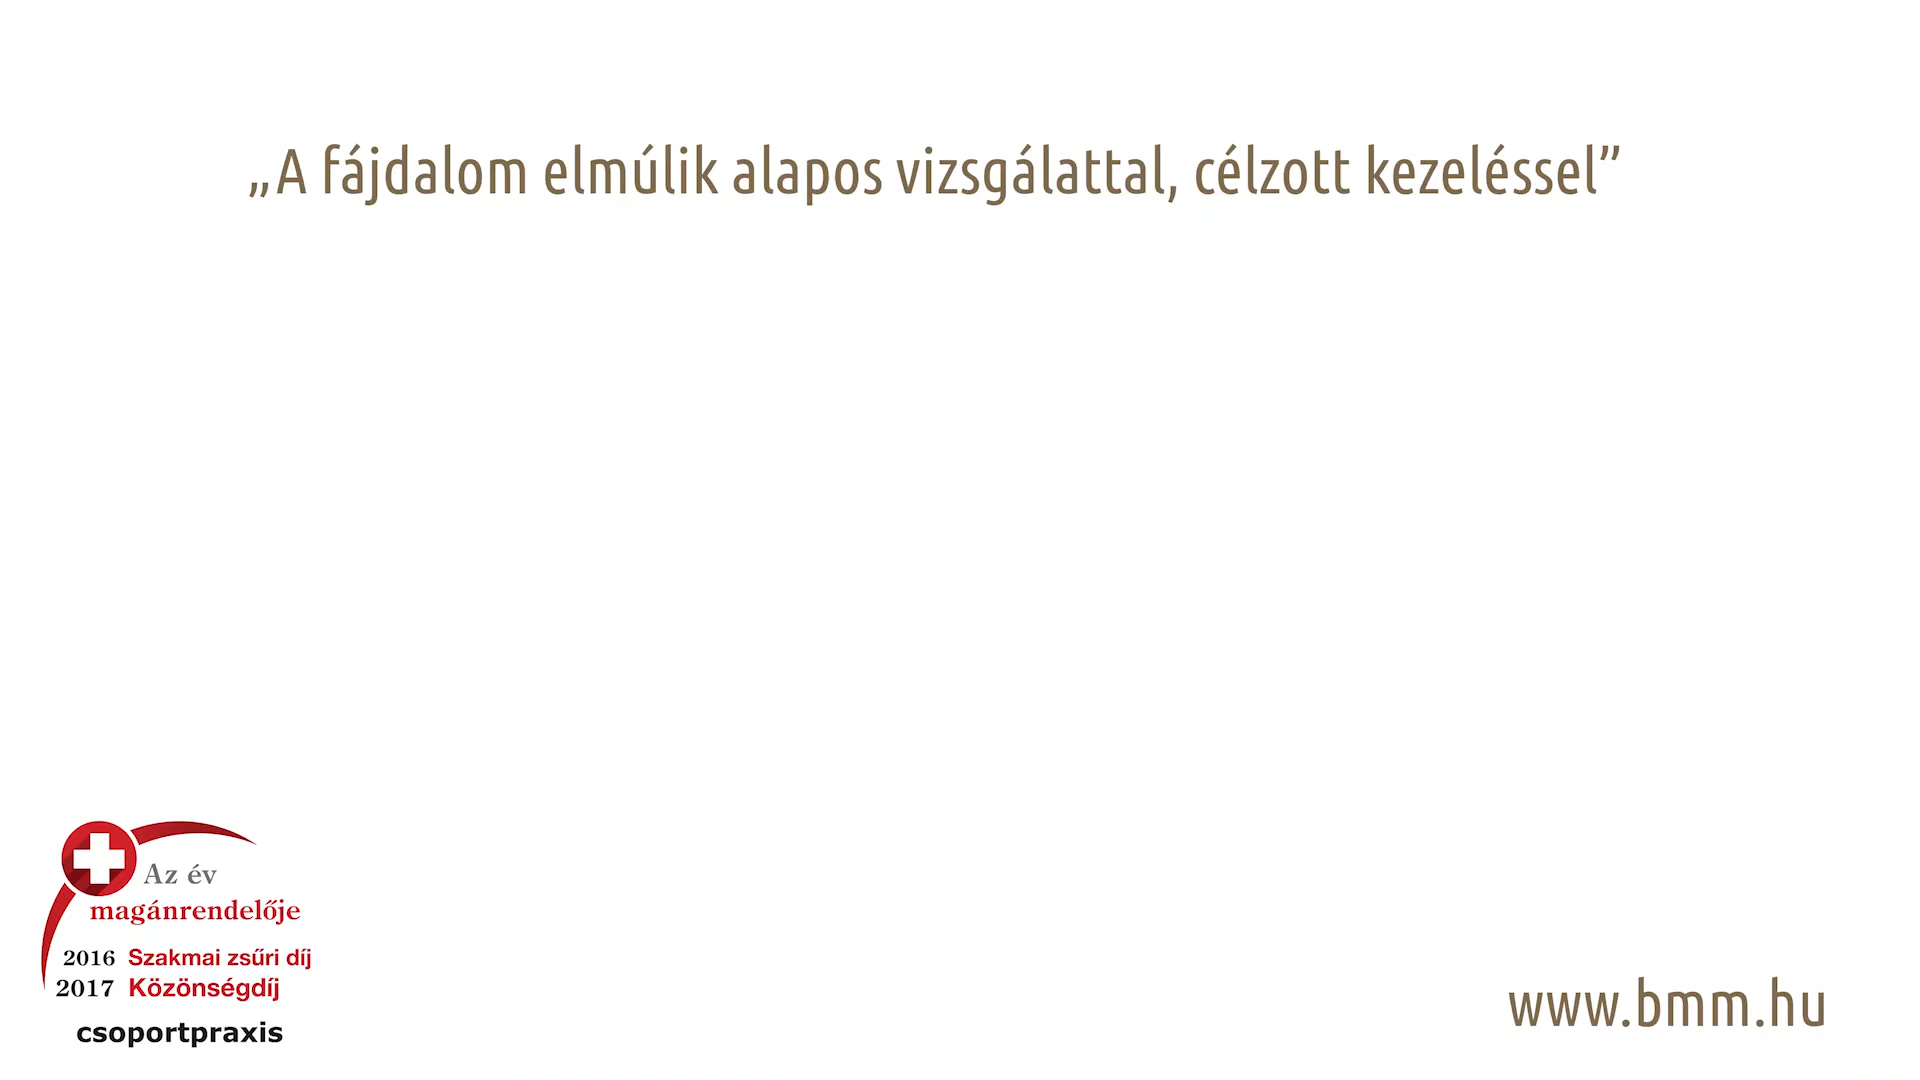 „A fájdalom elmúlik alapos vizsgálattal, célzott kezeléssel”
Az év
magánrendelője
2016 Szakmai zsűri díj
2017 Közönségdíj
csoportpraxis
www.bmm.hu